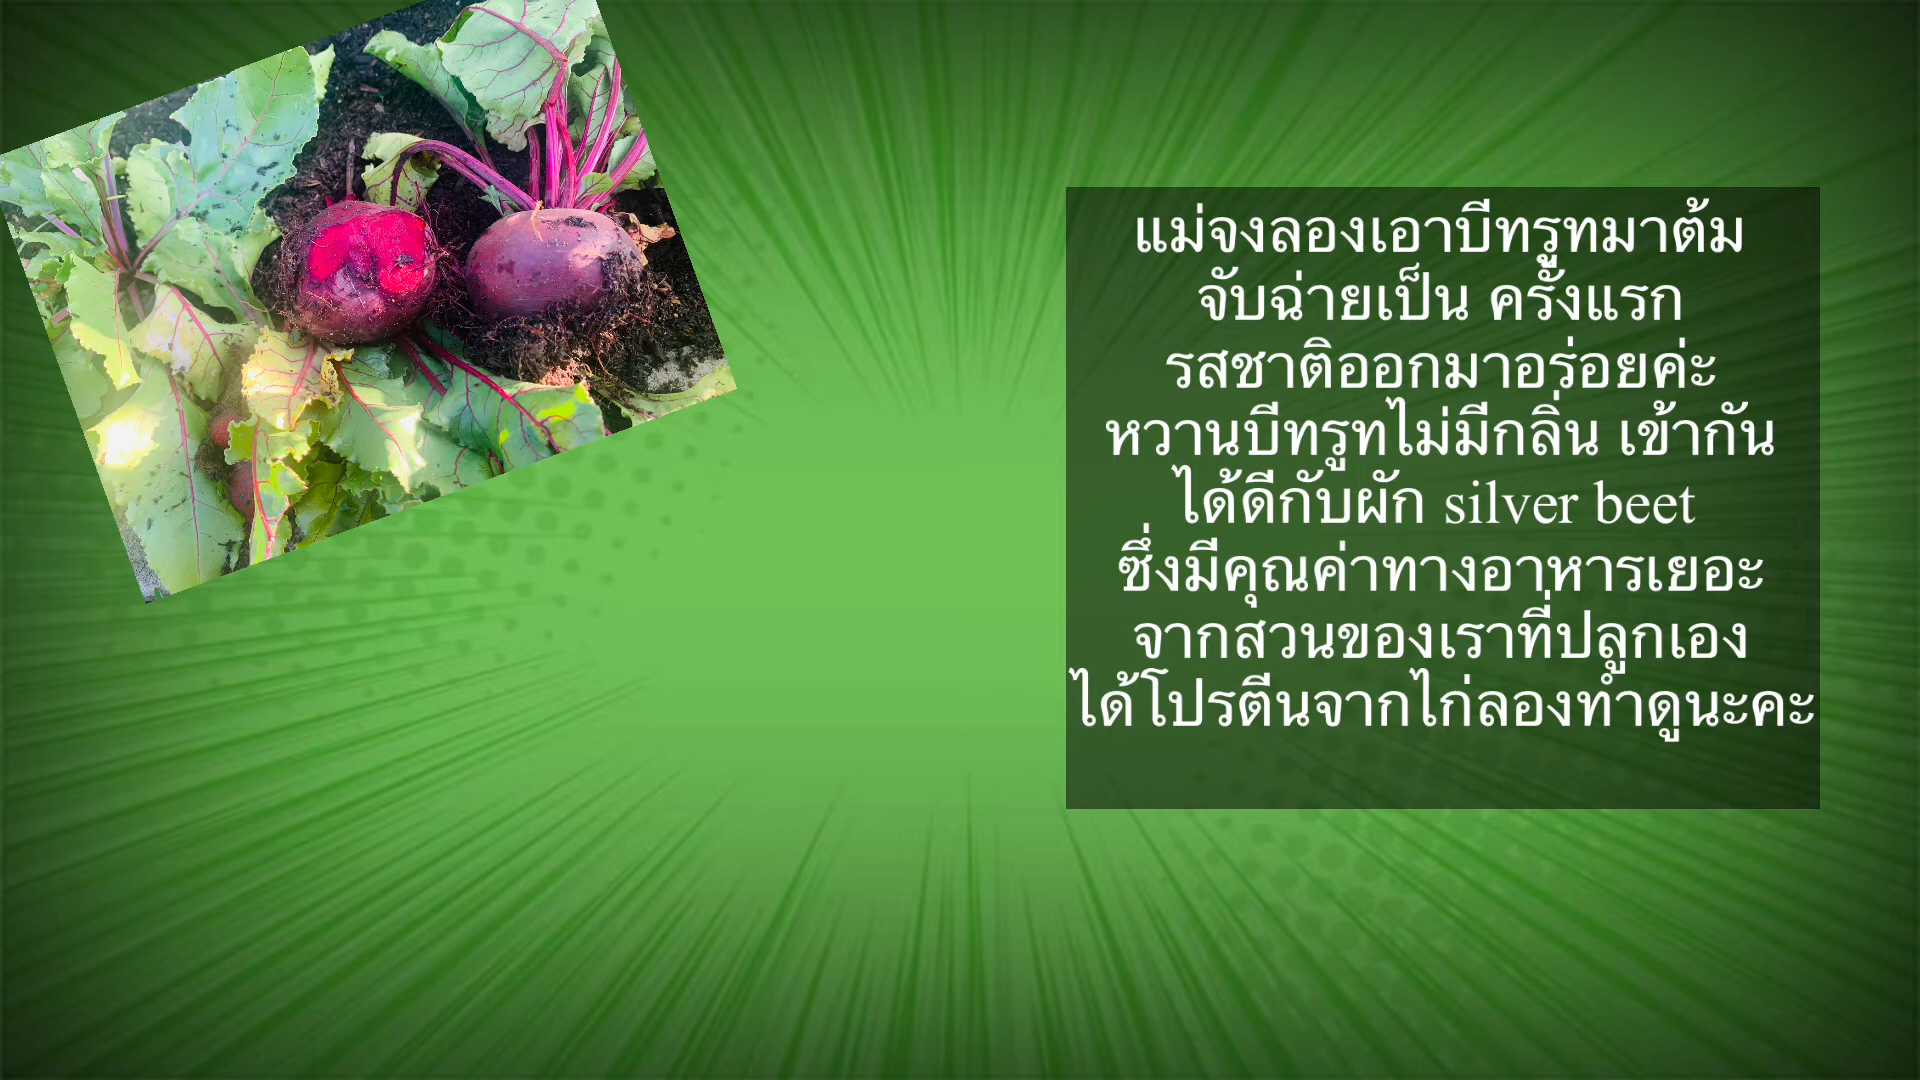 แม่จงลองเอาบีทรูทมาต้ม
จับฉ่ายเป็น ครั้งแรก
รสชาติออกมาอร่อยค่ะ
หวานบีทรูทไม่มีกลิ่น เข้ากัน
ได้ดีกับผัก silver beet
ซึ่งมีคุณค่าทางอาหารเยอะ
จากสวนของเราที่ปลูกเอง
ได้โปรตีนจากไก่ลองทำดูนะคะ